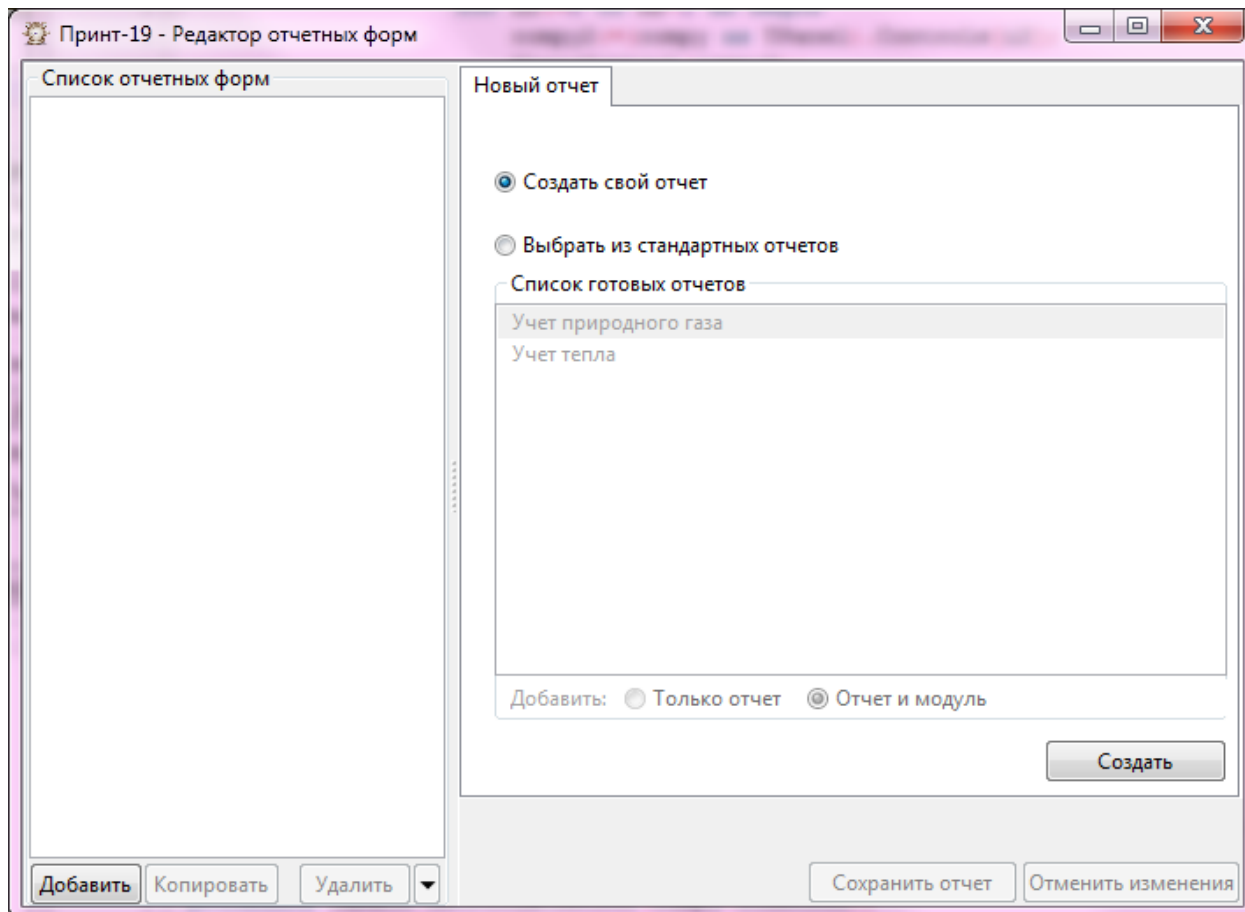 Принт-19 - Редактор отчетных форм
Список отчетных форм
Новый отчет
Создать свой отчет
Выбрать из стандартных отчетов
Список готовых отчетов
Учет природного газа
Учет тепла
Добавить: Только отчет Отчет и модуль
Создать
Добавить Копировать Удалить
Сохранить отчет Отменить изменения